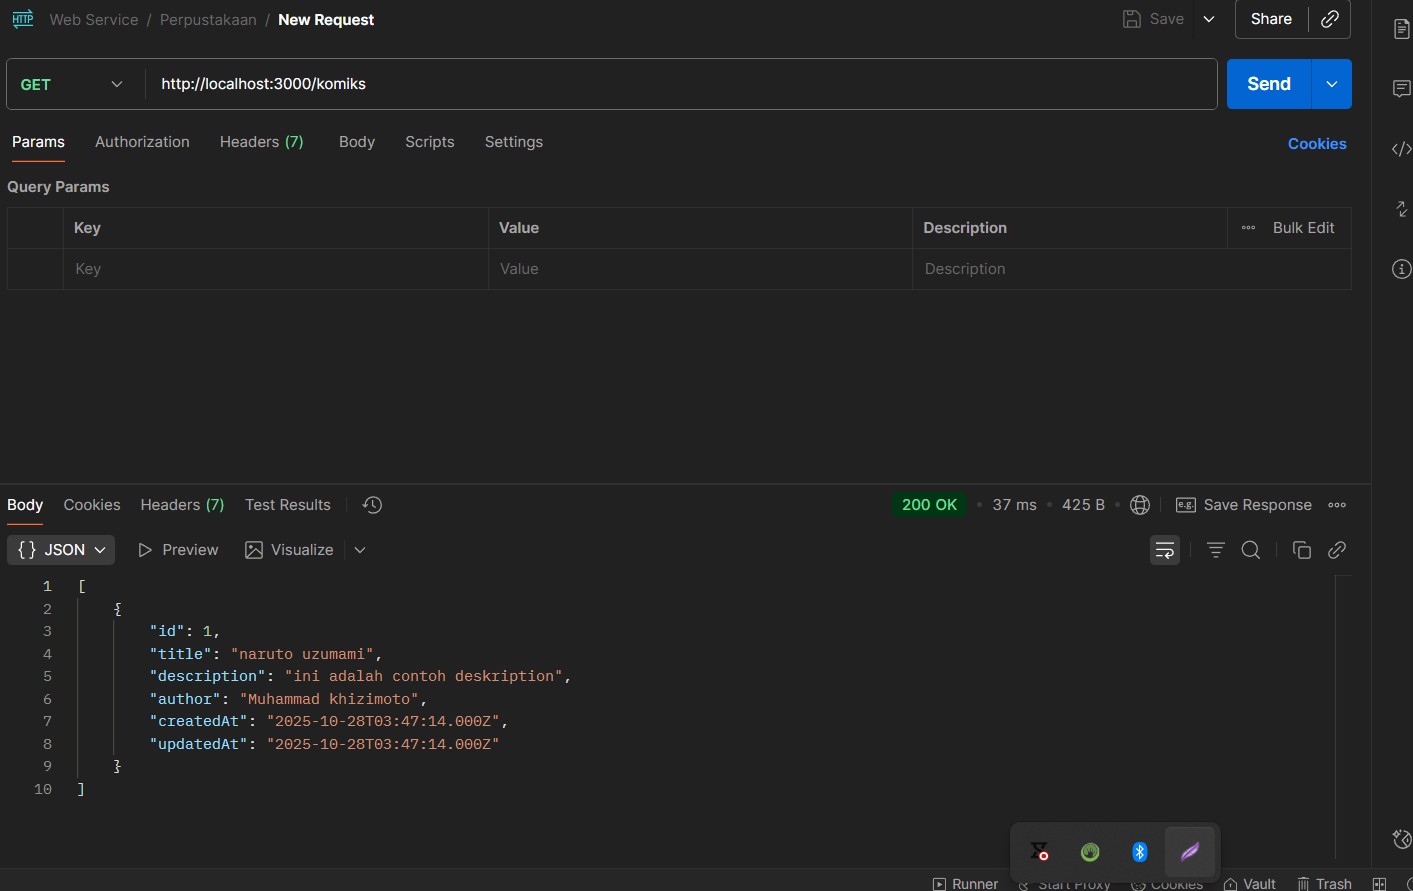 HTTP Web Service / Perpustakaan / New Request Save Share
GET http://localhost:3000/komiks Send
Params Authorization Headers (7) Body Scripts Settings Cookies
Query Params
Key Value Description Bulk Edit
Key Value Description
Body Cookies Headers (7) Test Results 200 OK • 37 ms • 425 B • e.g. Save Response
{} JSON Preview Visualize
1 [
2 {
3 "id": 1,
4 "title": "naruto uzumami",
5 "description": "ini adalah contoh deskription",
6 "author": "Muhammad khizimoto",
7 "createdAt": "2025-10-28T03:47:14.000Z",
8 "updatedAt": "2025-10-28T03:47:14.000Z"
9 }
10 ]
Runner Start Proxy Cookies Vault Trash